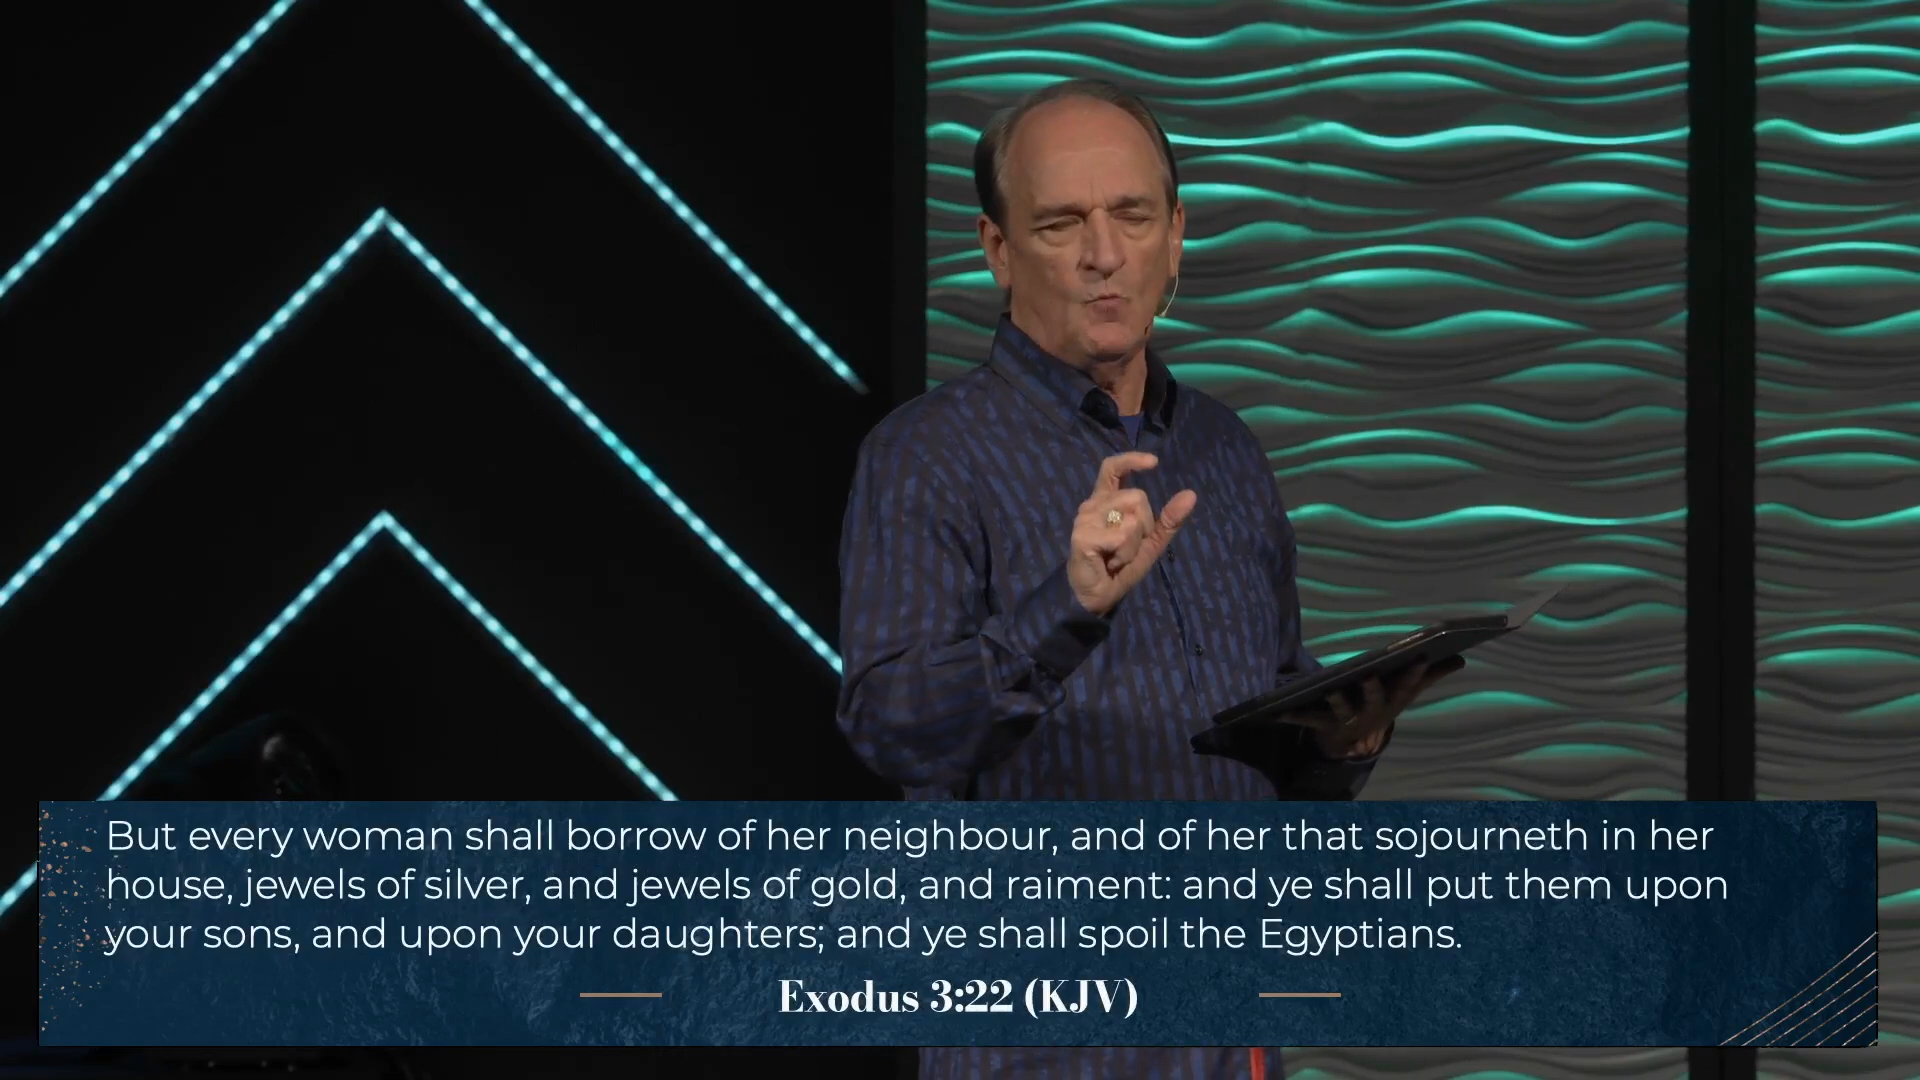 But every woman shall borrow of her neighbour, and of her that sojourneth in her
house, jewels of silver, and jewels of gold, and raiment: and ye shall put them upon
your sons, and upon your daughters; and ye shall spoil the Egyptians.
Exodus 3:22 (KJV)